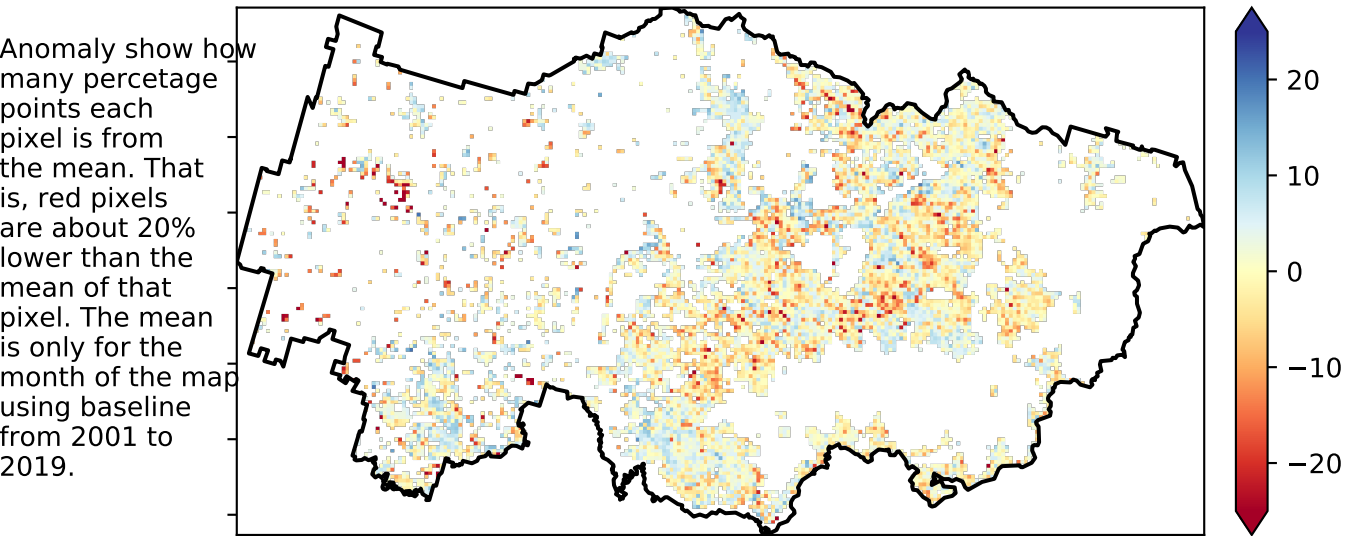 Anomaly show how
many percetage
points each
pixel is from
the mean. That
is, red pixels
are about 20%
lower than the
mean of that
pixel. The mean
is only for the
month of the map
using baseline
from 2001 to
2019.
20
10
0
−10
−20